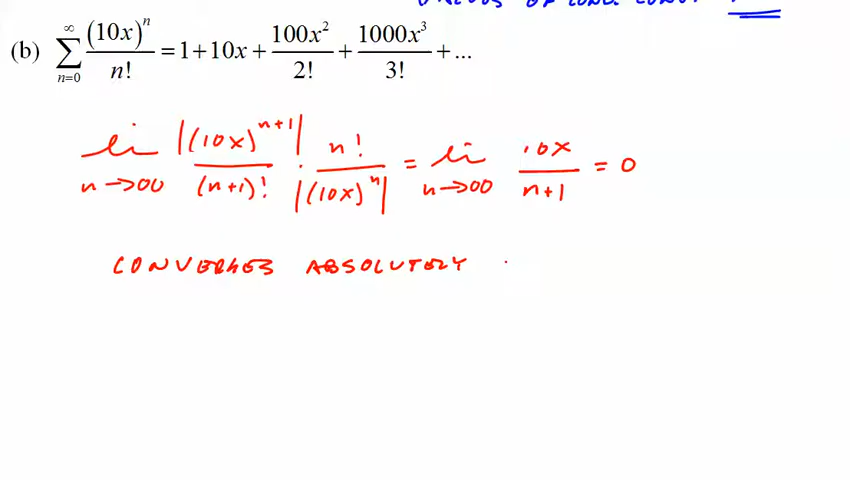 (b) ∑_{n=0}^{∞} (10x)^n / n! = 1 + 10x + 100x^2 / 2! + 1000x^3 / 3! + ...
lim_{n→∞} |(10x)^{n+1}| / (n+1)! · n! / |(10x)^n| = lim_{n→∞} 10x / n+1 = 0
CONVERGES ABSOLUTELY